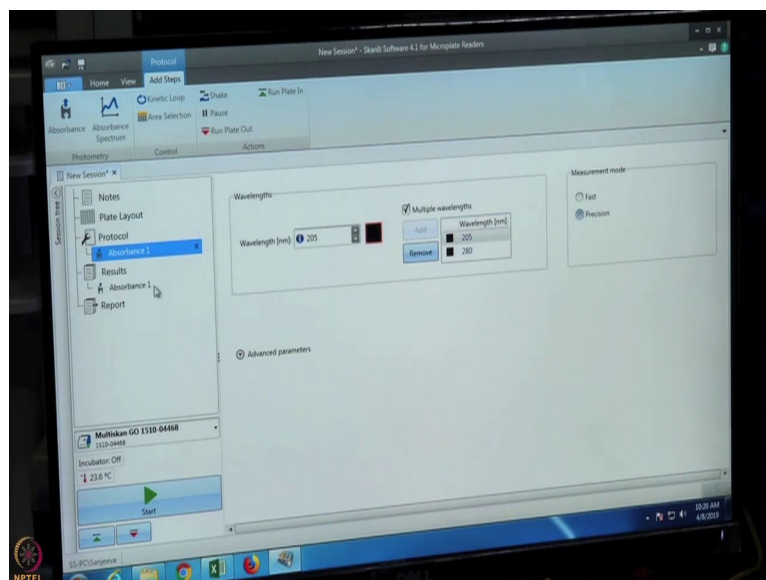 New Session* - SkanIt Software 4.1 for Microplate Readers
Protocol
Home View Add Steps
Absorbance
Absorbance Spectrum
Kinetic Loop
Area Selection
Shake
Pause
Run Plate Out
Run Plate In
Photometry
Control
Actions
New Session* x
Session tree
Notes
Plate Layout
Protocol
Absorbance 1
Results
Absorbance 1
Report
Wavelengths
Wavelength [nm] 205
Multiple wavelengths
Add
Remove
Wavelength [nm]
205
280
Measurement mode
Fast
Precision
Advanced parameters
Multiskan GO 1510-04468
1510-04468
Incubator: Off
23.6 °C
Start
SS-PC\Sanjeeva
10:20 AM
4/8/2019
DELL
NPTEL